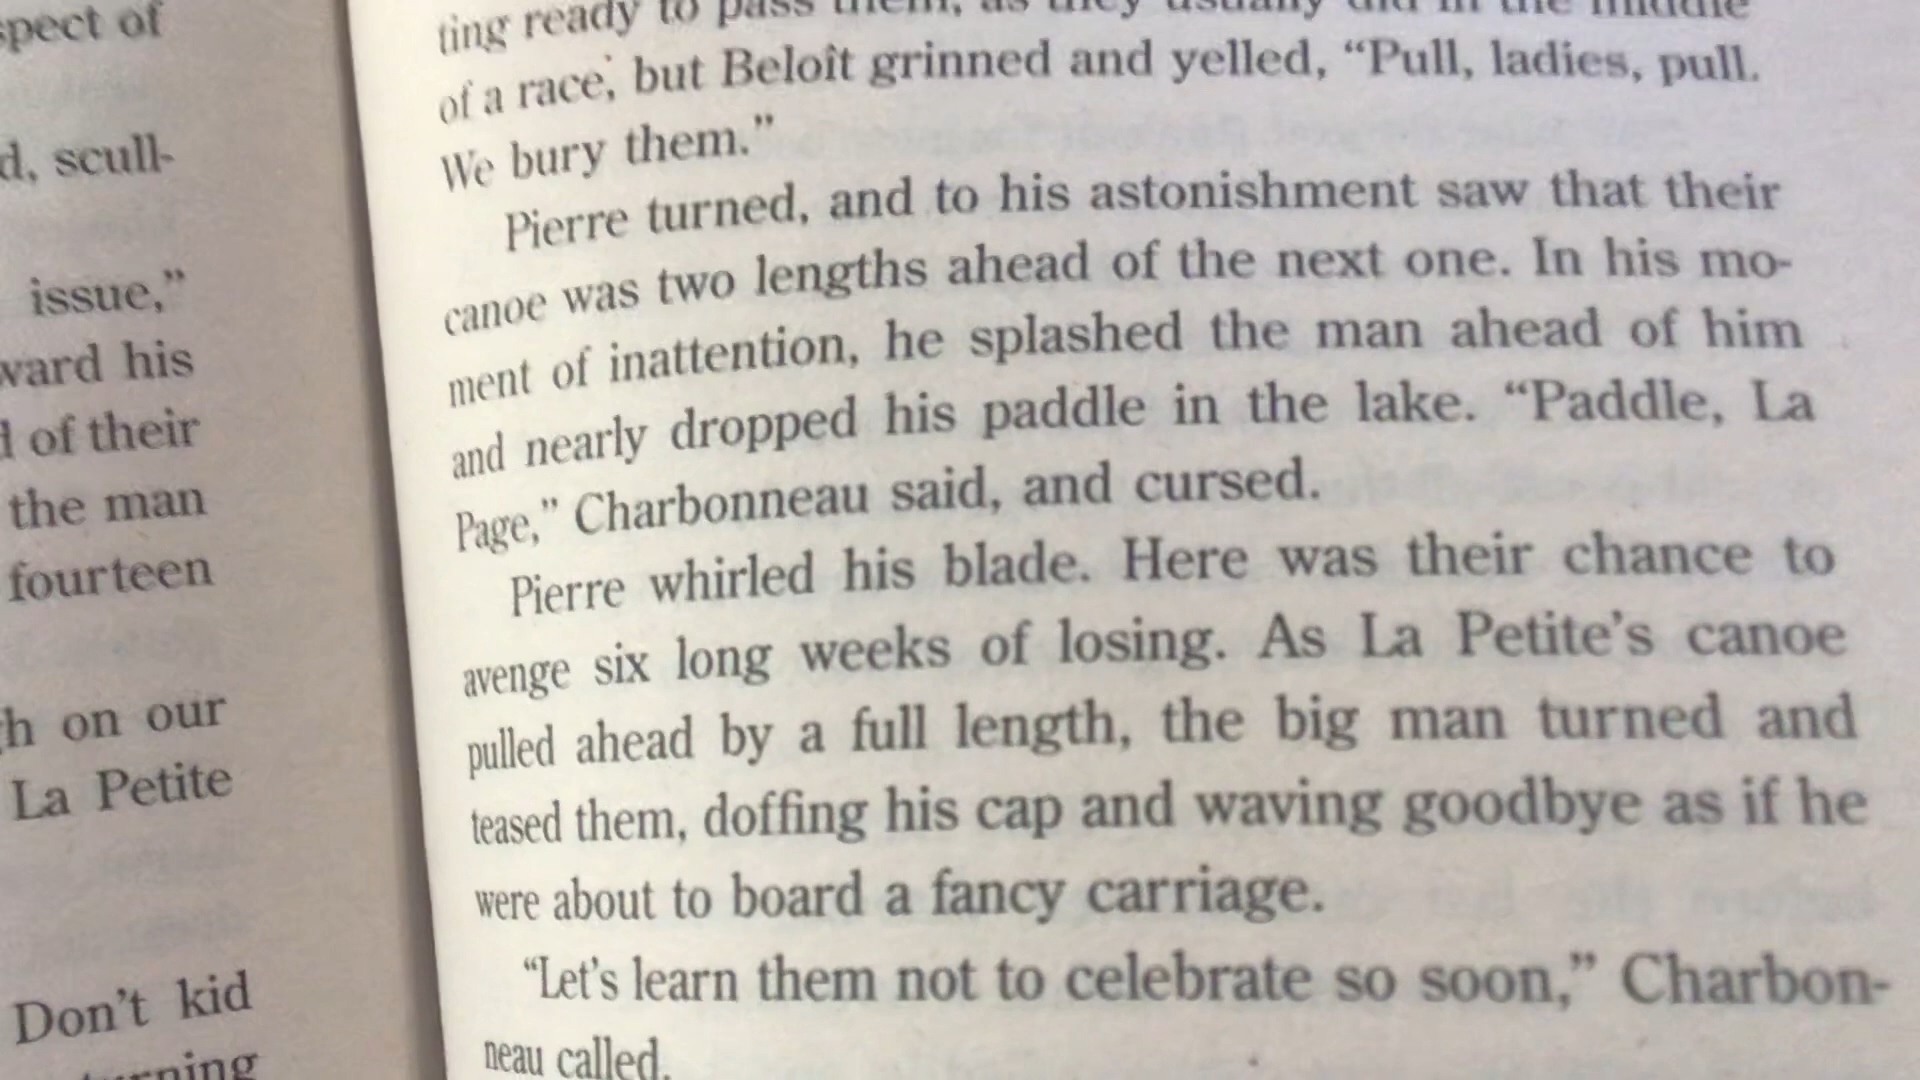 spect of
d, scull-
issue,”
ward his
d of their
the man
fourteen
on our
La Petite
Don’t kid
ting ready to pass them, as they usually did in the middle
of a race, but Beloît grinned and yelled, “Pull, ladies, pull.
We bury them.”
Pierre turned, and to his astonishment saw that their
canoe was two lengths ahead of the next one. In his mo-
ment of inattention, he splashed the man ahead of him
and nearly dropped his paddle in the lake. “Paddle, La
Page,” Charbonneau said, and cursed.
Pierre whirled his blade. Here was their chance to
avenge six long weeks of losing. As La Petite’s canoe
pulled ahead by a full length, the big man turned and
teased them, doffing his cap and waving goodbye as if he
were about to board a fancy carriage.
“Let’s learn them not to celebrate so soon,” Charbon-
neau called.